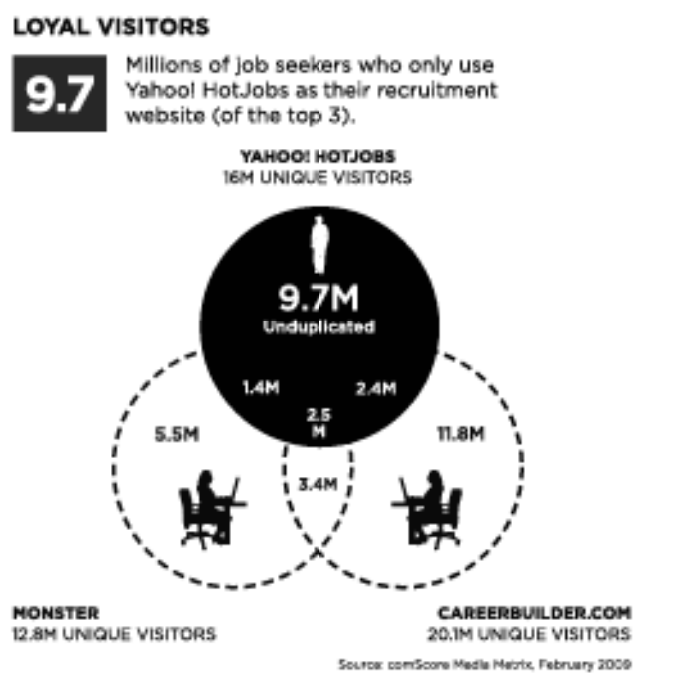 LOYAL VISITORS
9.7
Millions of job seekers who only use
Yahoo! HotJobs as their recruitment
website (of the top 3).
YAHOO! HOTJOBS
16M UNIQUE VISITORS
9.7M
Unduplicated
1.4M
2.4M
2.5
M
5.5M
11.8M
3.4M
MONSTER
12.8M UNIQUE VISITORS
CAREERBUILDER.COM
20.1M UNIQUE VISITORS
Source: comScore Media Metrix, February 2009